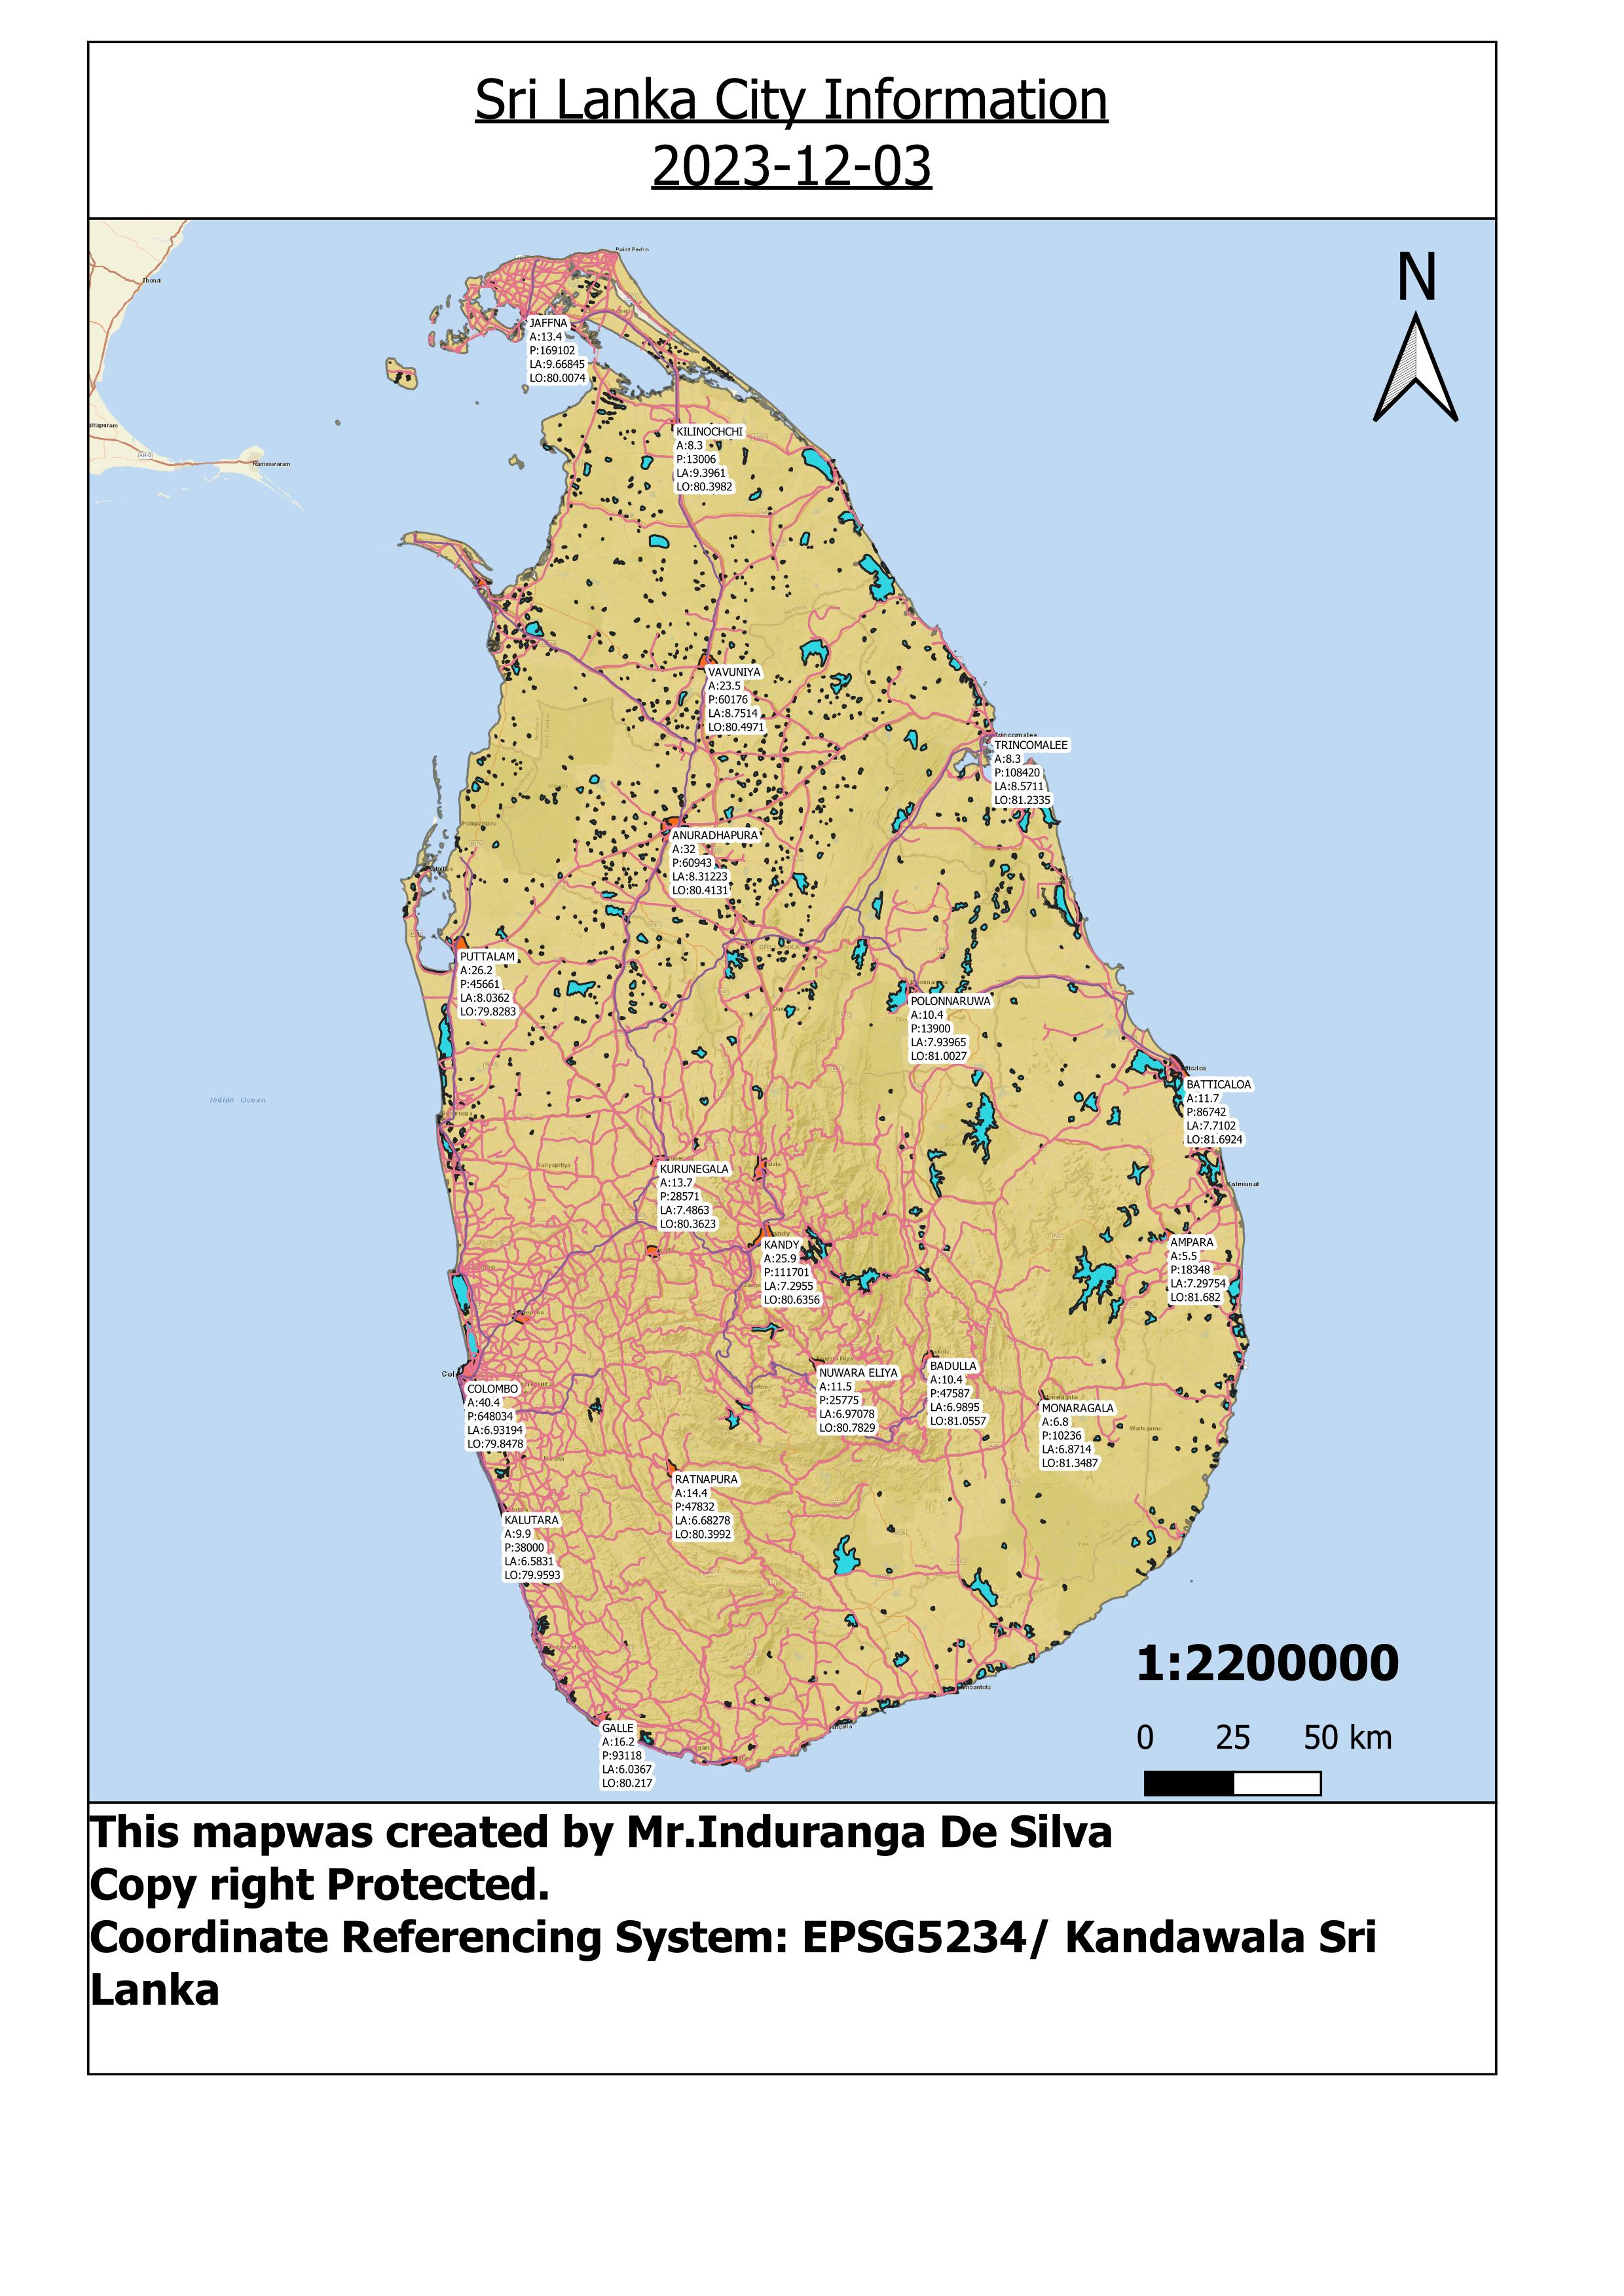 Sri Lanka City Information
2023-12-03
Point Pedro
N
Thondi
JAFFNA
A:13.4
P:169102
LA:9.66845
LO:80.0074
Rameswaram
KILINOCHCHI
A:8.3
P:13006
LA:9.3961
LO:80.3982
VAVUNIYA
A:23.5
P:60176
LA:8.7514
LO:80.4971
TRINCOMALEE
A:8.3
P:108420
LA:8.5711
LO:81.2335
ANURADHAPURA
A:32
P:60943
LA:8.31223
LO:80.4131
PUTTALAM
A:26.2
P:45661
LA:8.0362
LO:79.8283
POLONNARUWA
A:10.4
P:13900
LA:7.93965
LO:81.0027
BATTICALOA
A:11.7
P:86742
LA:7.7102
LO:81.6924
Indian Ocean
KURUNEGALA
A:13.7
P:28571
LA:7.4863
LO:80.3623
Kuliyapitiya
Kalmunai
KANDY
A:25.9
P:111701
LA:7.2955
LO:80.6356
AMPARA
A:5.5
P:18348
LA:7.29754
LO:81.682
Col
COLOMBO
A:40.4
P:648034
LA:6.93194
LO:79.8478
NUWARA ELIYA
A:11.5
P:25775
LA:6.97078
LO:80.7829
BADULLA
A:10.4
P:47587
LA:6.9895
LO:81.0557
MONARAGALA
A:6.8
P:10236
LA:6.8714
LO:81.3487
RATNAPURA
A:14.4
P:47832
LA:6.68278
LO:80.3992
KALUTARA
A:9.9
P:38000
LA:6.5831
LO:79.9593
GALLE
A:16.2
P:93118
LA:6.0367
LO:80.217
1:2200000
0 25 50 km
This mapwas created by Mr.Induranga De Silva
Copy right Protected.
Coordinate Referencing System: EPSG5234/ Kandawala Sri
Lanka